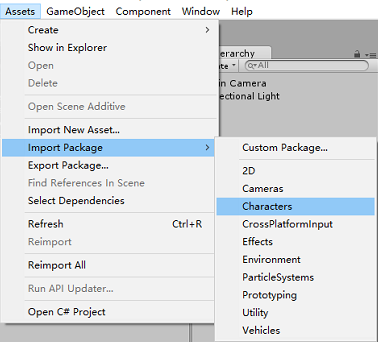 Assets GameObject Component Window Help
Create
Show in Explorer
Open
Delete
Open Scene Additive
Import New Asset...
Import Package
Export Package...
Find References In Scene
Select Dependencies
Refresh Ctrl+R
Reimport
Reimport All
Run API Updater...
Open C# Project
erarchy
te
All
in Camera
ectional Light
Custom Package...
2D
Cameras
Characters
CrossPlatformInput
Effects
Environment
ParticleSystems
Prototyping
Utility
Vehicles